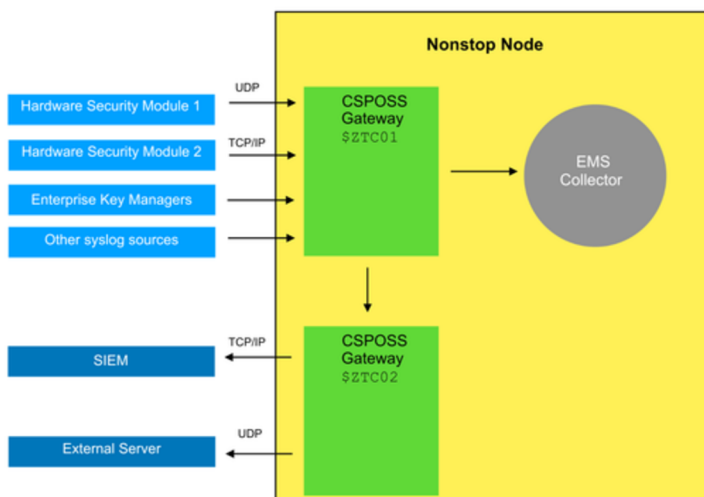 Nonstop Node
UDP
Hardware Security Module 1
CSPOSS
Gateway
$ZTC01
TCP/IP
Hardware Security Module 2
EMS
Collector
Enterprise Key Managers
Other syslog sources
CSPOSS
Gateway
$ZTC02
TCP/IP
SIEM
UDP
External Server